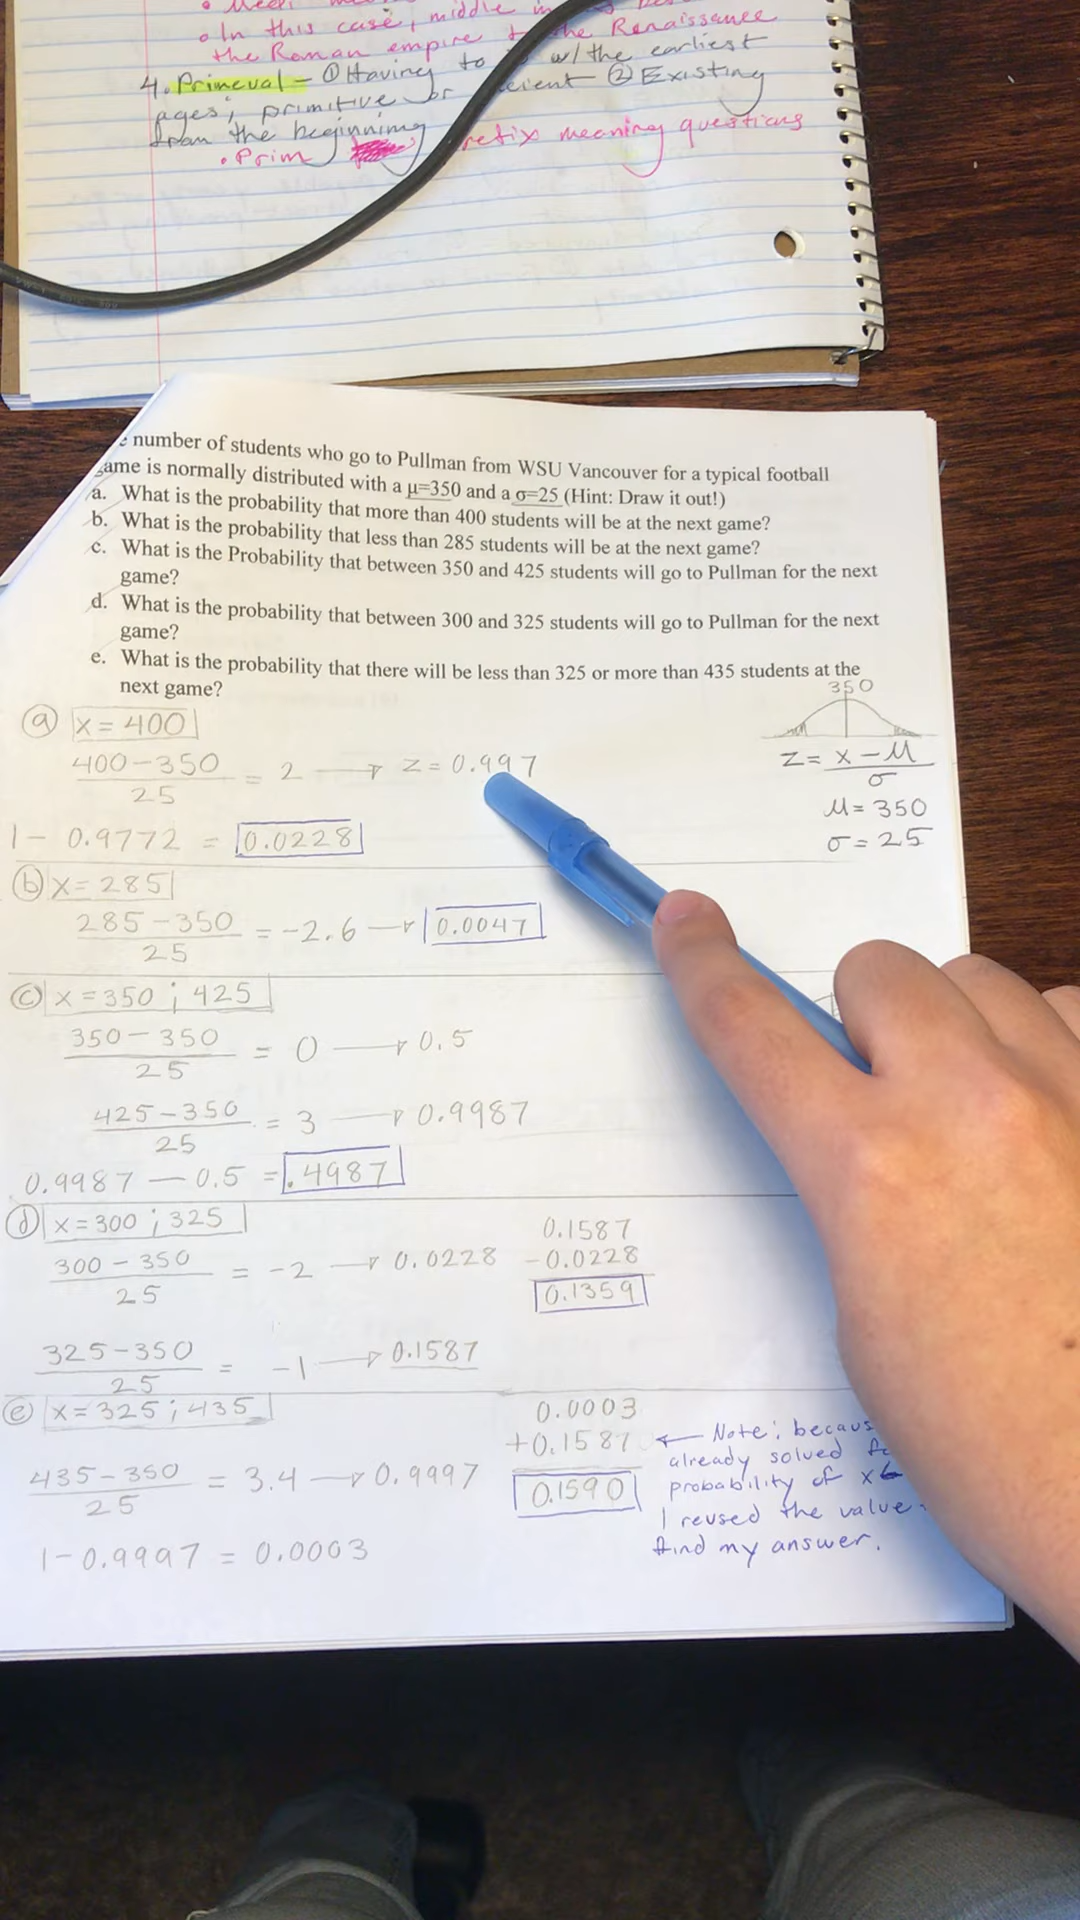 • In this case, middle in
the Roman empire the Renaissance
4. Primeval – ① Having to w/ the earliest
ages; primitive or cient ② Existing
from the beginning
• Prim refix meaning questions
number of students who go to Pullman from WSU Vancouver for a typical football
game is normally distributed with a μ=350 and a σ=25 (Hint: Draw it out!)
a. What is the probability that more than 400 students will be at the next game?
b. What is the probability that less than 285 students will be at the next game?
c. What is the Probability that between 350 and 425 students will go to Pullman for the next
game?
d. What is the probability that between 300 and 325 students will go to Pullman for the next
game?
e. What is the probability that there will be less than 325 or more than 435 students at the
next game?
350
z = x – μ
σ
μ = 350
σ = 25
ⓐ x = 400
400 – 350
25
= 2 → z = 0.997
1 – 0.9772 = 0.0228
ⓑ x = 285
285 – 350
25
= -2.6 → 0.0047
ⓒ x = 350 ; 425
350 – 350
25
= 0 → 0.5
425 – 350
25
= 3 → 0.9987
0.9987 – 0.5 = .4987
ⓓ x = 300 ; 325
300 – 350
25
= -2 → 0.0228
0.1587
-0.0228
0.1359
325 – 350
25
= -1 → 0.1587
ⓔ x = 325 ; 435
435 – 350
25
= 3.4 → 0.9997
1 – 0.9997 = 0.0003
0.0003
+0.1587
0.1590
← Note: becaus
already solved
probability of x
I reused the value
find my answer.